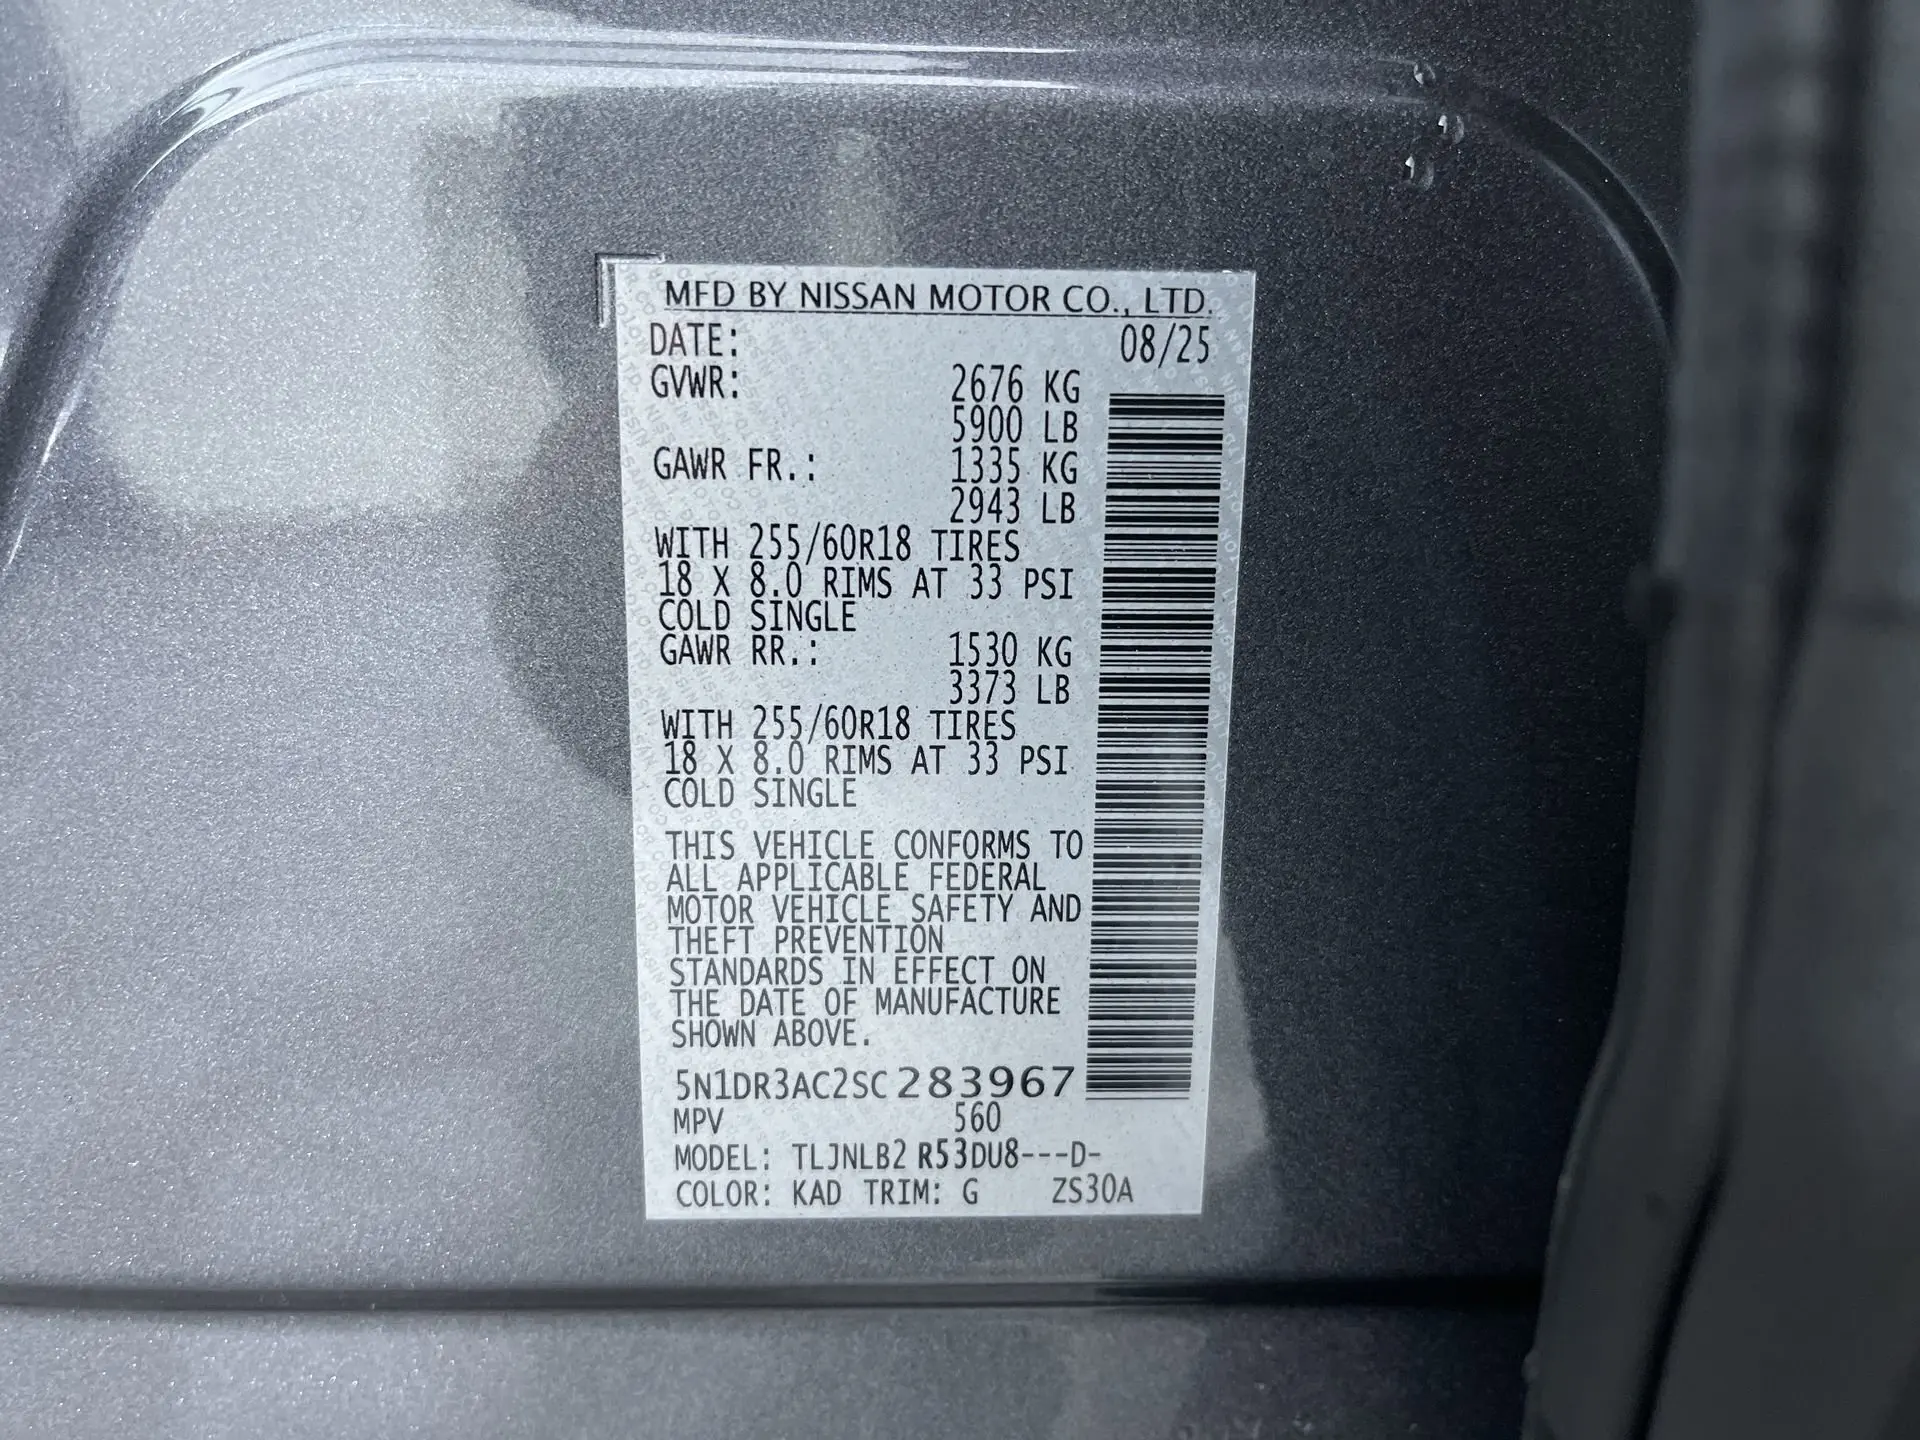 MFD BY NISSAN MOTOR CO., LTD.
DATE: 08/25
GVWR: 2676 KG
5900 LB
GAWR FR.: 1335 KG
2943 LB
WITH 255/60R18 TIRES
18 X 8.0 RIMS AT 33 PSI
COLD SINGLE
GAWR RR.: 1530 KG
3373 LB
WITH 255/60R18 TIRES
18 X 8.0 RIMS AT 33 PSI
COLD SINGLE
THIS VEHICLE CONFORMS TO
ALL APPLICABLE FEDERAL
MOTOR VEHICLE SAFETY AND
THEFT PREVENTION
STANDARDS IN EFFECT ON
THE DATE OF MANUFACTURE
SHOWN ABOVE.
5N1DR3AC2SC283967
MPV 560
MODEL: TLJNLB2 R53DU8---D-
COLOR: KAD TRIM: G ZS30A